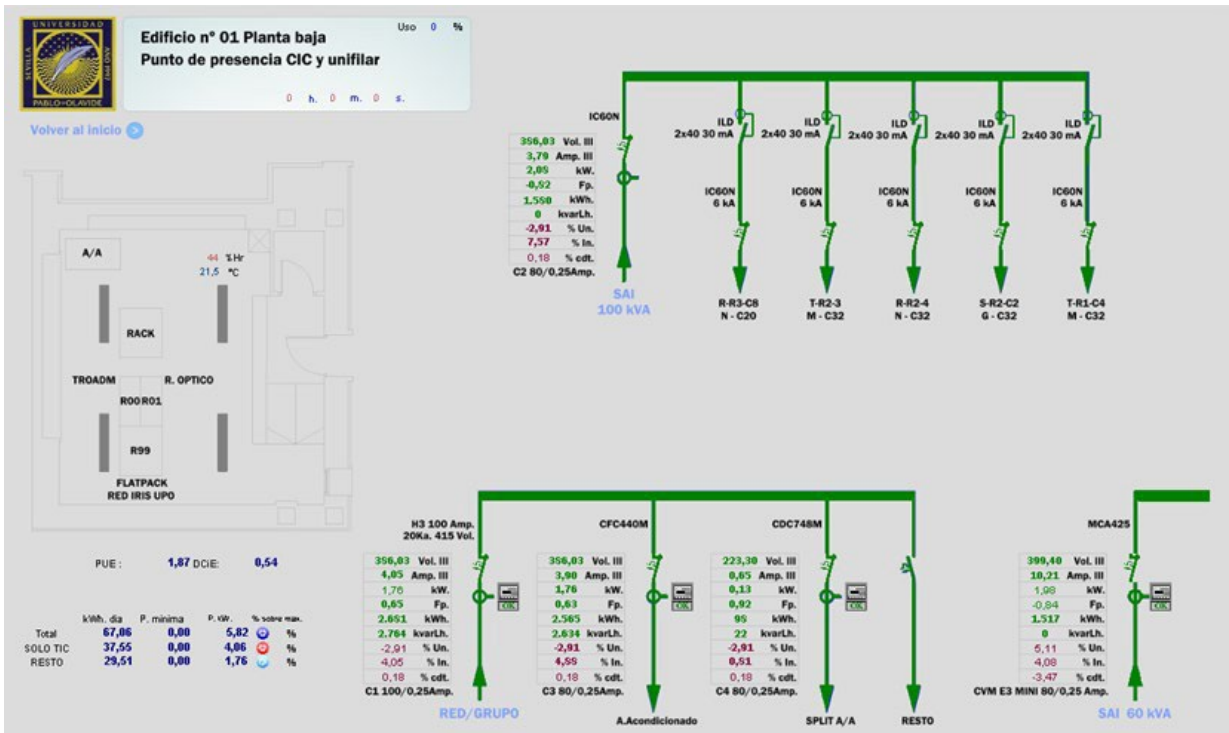 UNIVERSIDAD
SEVILLA
PABLO·OLAVIDE
Edificio nº 01 Planta baja
Punto de presencia CIC y unifilar
Uso 0 %
0 h. 0 m. 0 s.
Volver al inicio
A/A
44 %Hr
21,5 °C
RACK
TROADM R. OPTICO
R00 R01
R99
FLATPACK
RED IRIS UPO
PUE : 1,87 DCiE: 0,54
kWh. dia P. minima P. kW. % sobre max.
Total 67,06 0,00 5,82 %
SOLO TIC 37,55 0,00 4,06 %
RESTO 29,51 0,00 1,76 %
IC60N
386,03 Vol. III
3,79 Amp. III
2,08 kW.
-0,82 Fp.
1.580 kWh.
0 kvarLh.
-2,91 % Un.
7,57 % In.
0,18 % cdt.
C2 80/0,25Amp.
SAI
100 kVA
ILD
2x40 30 mA
ILD
2x40 30 mA
ILD
2x40 30 mA
ILD
2x40 30 mA
ILD
2x40 30 mA
IC60N
6 kA
IC60N
6 kA
IC60N
6 kA
IC60N
6 kA
IC60N
6 kA
R-R3-C8
N - C20
T-R2-3
M - C32
R-R2-4
N - C32
S-R2-C2
G - C32
T-R1-C4
M - C32
H3 100 Amp.
20Ka. 415 Vol.
386,03 Vol. III
4,05 Amp. III
1,76 kW.
0,65 Fp.
2.681 kWh.
2.764 kvarLh.
-2,91 % Un.
4,05 % In.
0,18 % cdt.
C1 100/0,25Amp.
RED/GRUPO
CFC440M
386,03 Vol. III
3,90 Amp. III
1,76 kW.
0,63 Fp.
2.565 kWh.
2.634 kvarLh.
-2,91 % Un.
4,88 % In.
0,18 % cdt.
C3 80/0,25Amp.
COK
A.Acondicionado
CDC748M
223,30 Vol. III
0,65 Amp. III
0,13 kW.
0,92 Fp.
98 kWh.
22 kvarLh.
-2,91 % Un.
0,81 % In.
0,18 % cdt.
C4 80/0,25Amp.
SPLIT A/A
RESTO
MCA425
399,40 Vol. III
10,21 Amp. III
1,98 kW.
-0,84 Fp.
1.517 kWh.
0 kvarLh.
5,11 % Un.
4,08 % In.
-3,47 % cdt.
CVM E3 MINI 80/0,25 Amp.
SAI 60 kVA